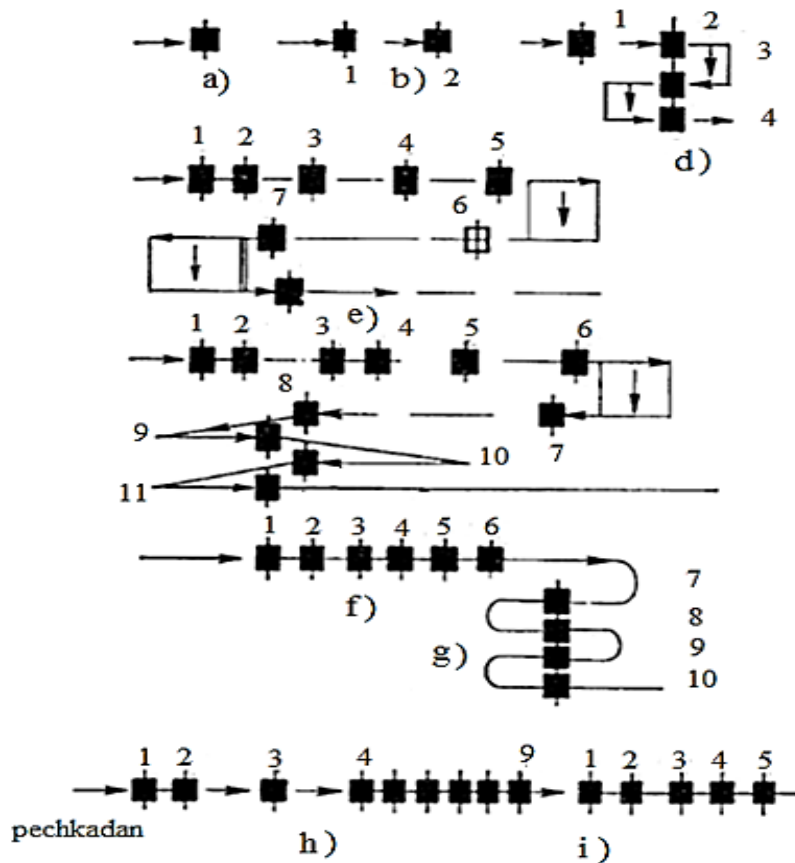 1 2 3
a) 1 b) 2 4
d)
1 2 3 4 5
7 6
e)
1 2 3 4 5 6
8
9 10 7
11
1 2 3 4 5 6
7
f) 8
g) 9
10
1 2 3 4 9 1 2 3 4 5
pechkadan h) i)